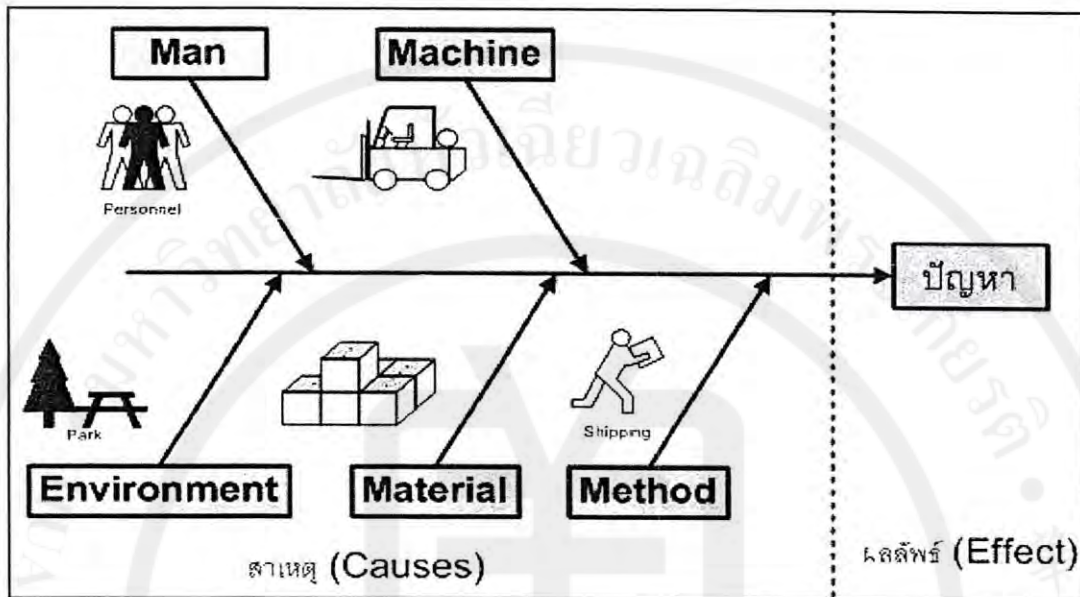 Man
Machine
Personnel
ปัญหา
Park
Shipping
Environment
Material
Method
สาเหตุ (Causes)
ผลลัพธ์ (Effect)